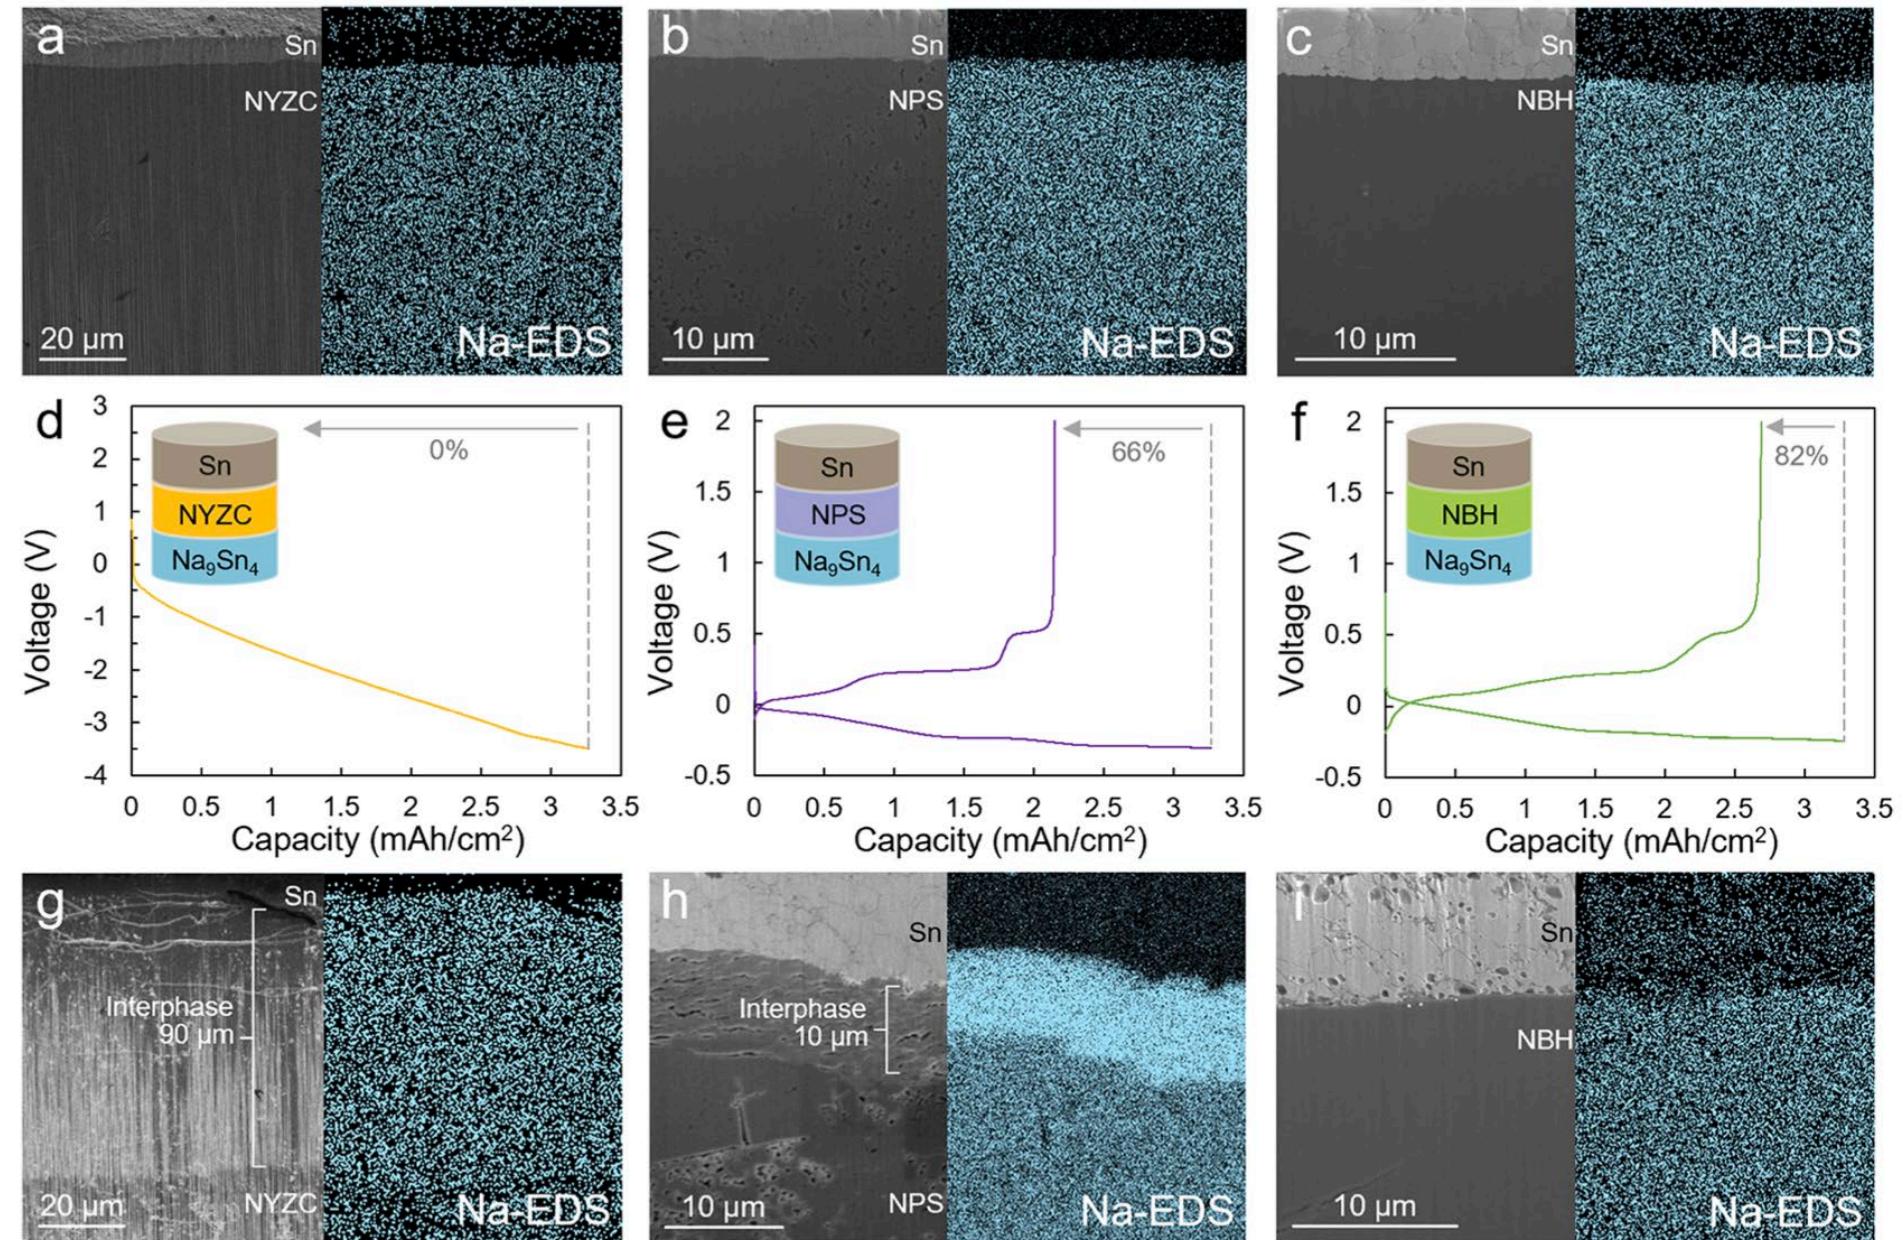 a
Sn
NYZC
20 µm
Na-EDS
b
Sn
NPS
10 µm
Na-EDS
c
Sn
NBH
10 µm
Na-EDS
d
3
2
1
0
-1
-2
-3
-4
Voltage (V)
0%
Sn
NYZC
Na₉Sn₄
0 0.5 1 1.5 2 2.5 3 3.5
Capacity (mAh/cm²)
e
2
1.5
1
0.5
0
-0.5
Voltage (V)
66%
Sn
NPS
Na₉Sn₄
0 0.5 1 1.5 2 2.5 3 3.5
Capacity (mAh/cm²)
f
2
1.5
1
0.5
0
-0.5
Voltage (V)
82%
Sn
NBH
Na₉Sn₄
0 0.5 1 1.5 2 2.5 3 3.5
Capacity (mAh/cm²)
g
Sn
Interphase
90 µm
NYZC
20 µm
Na-EDS
h
Sn
Interphase
10 µm
NPS
10 µm
Na-EDS
i
Sn
NBH
10 µm
Na-EDS